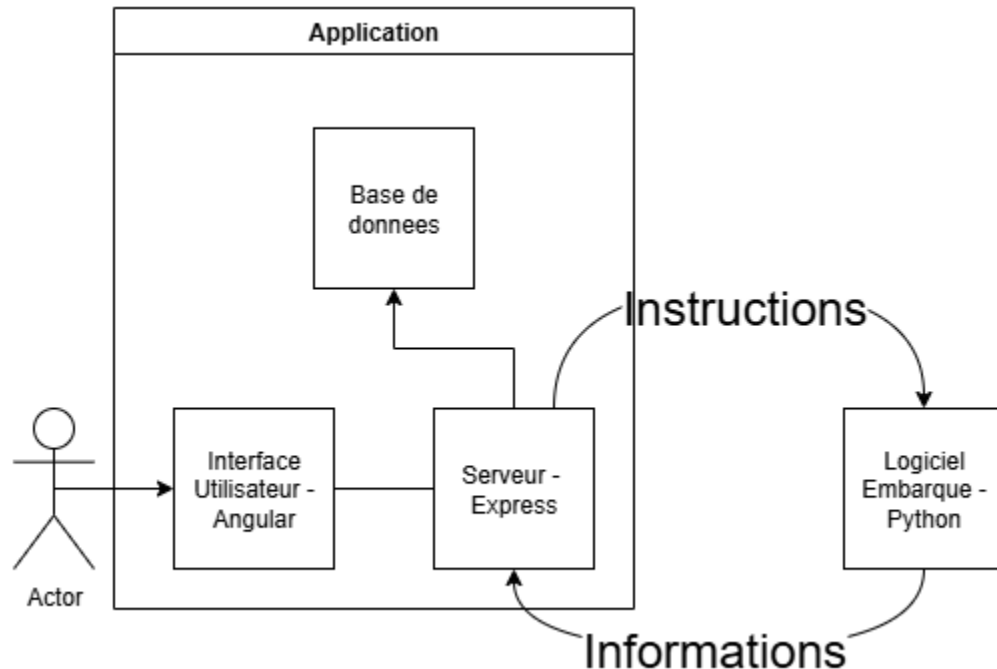 Application
Base de
donnees
Instructions
Interface
Utilisateur -
Angular
Serveur -
Express
Logiciel
Embarque -
Python
Actor
Informations